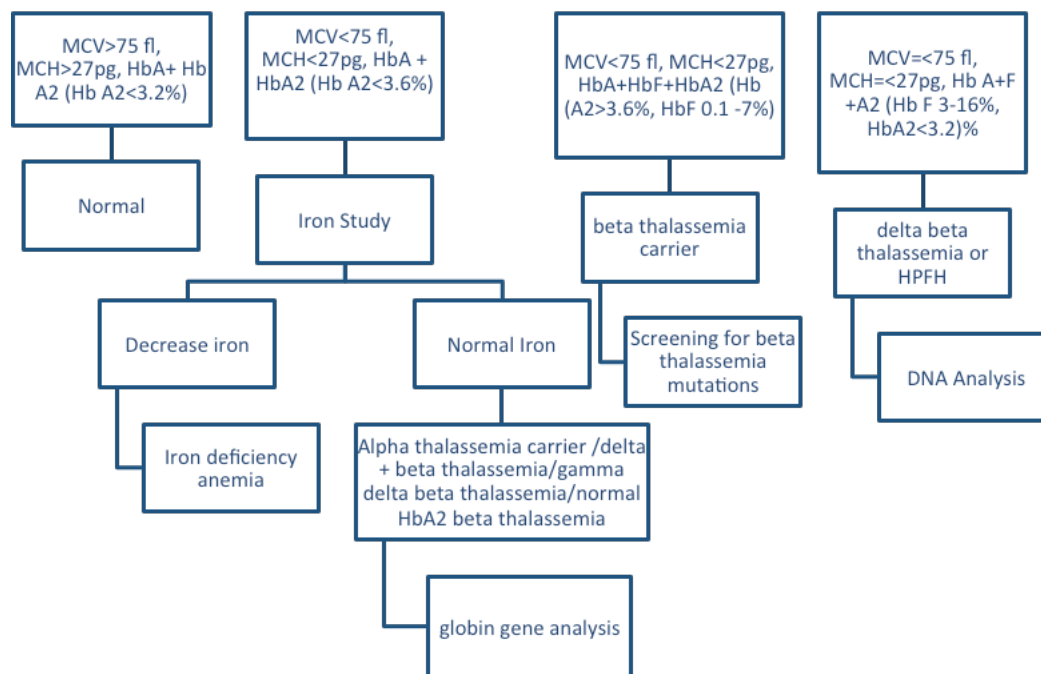 MCV>75 fl,
MCH>27pg, HbA+ Hb
A2 (Hb A2<3.2%)
Normal
MCV<75 fl,
MCH<27pg, HbA +
HbA2 (Hb A2<3.6%)
Iron Study
Decrease iron
Iron deficiency
anemia
Normal Iron
Alpha thalassemia carrier /delta
+ beta thalassemia/gamma
delta beta thalassemia/normal
HbA2 beta thalassemia
globin gene analysis
MCV<75 fl, MCH<27pg,
HbA+HbF+HbA2 (Hb
(A2>3.6%, HbF 0.1 -7%)
beta thalassemia
carrier
Screening for beta
thalassemia
mutations
MCV=<75 fl,
MCH=<27pg, Hb A+F
+A2 (Hb F 3-16%,
HbA2<3.2)%
delta beta
thalassemia or
HPFH
DNA Analysis